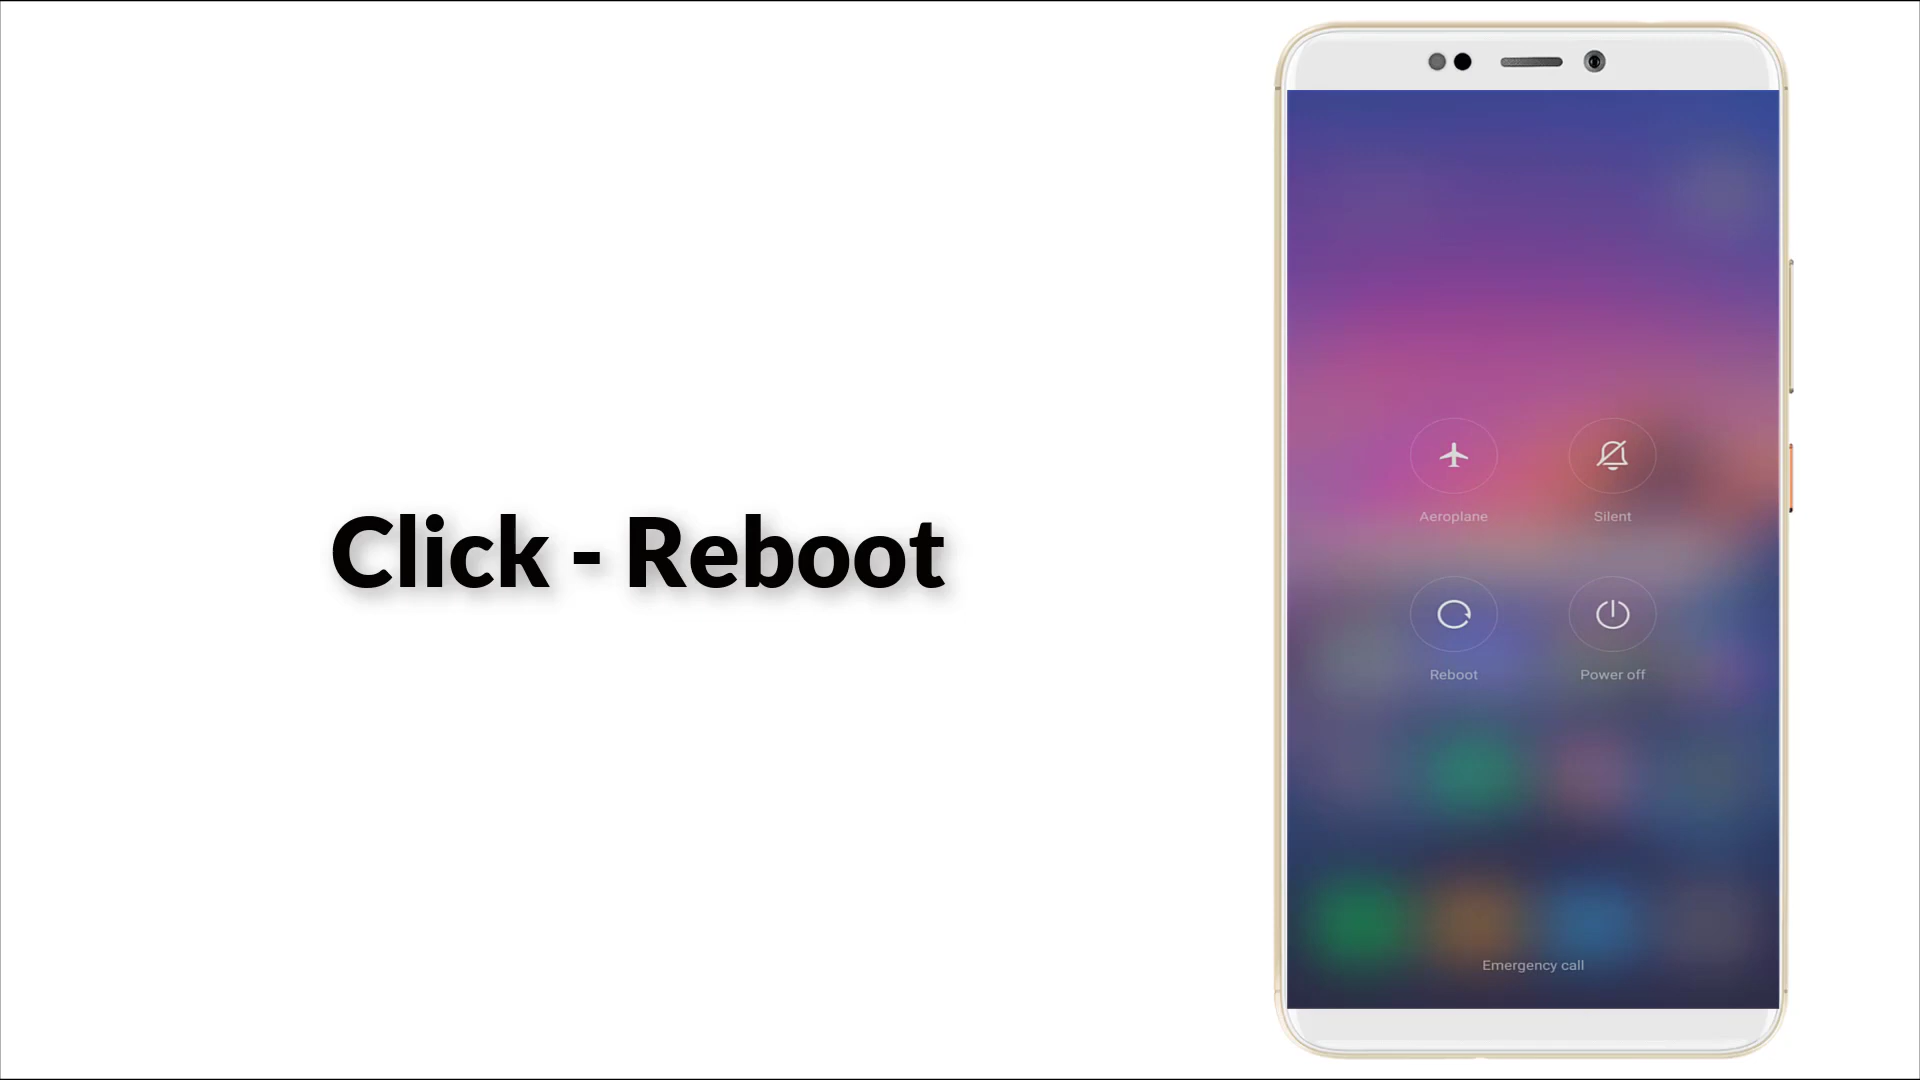 Click - Reboot
Aeroplane
Silent
Reboot
Power off
Emergency call